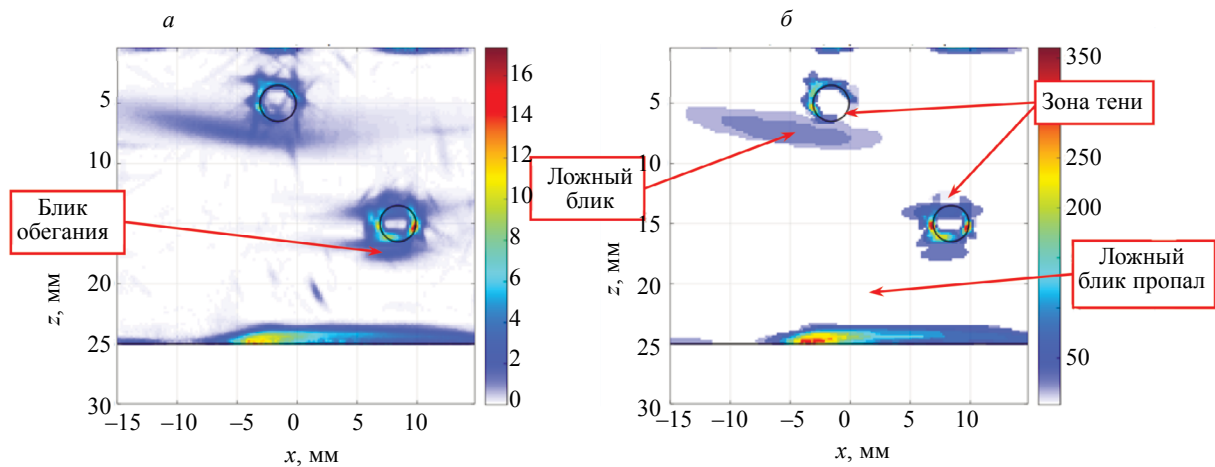 а
5
10
15
20
25
30
z, мм
–15 –10 –5 0 5 10
x, мм
16
14
12
10
8
6
4
2
0
Блик
обегания
б
5
10
15
20
25
30
z, мм
–15 –10 –5 0 5 10
x, мм
350
300
250
200
150
100
50
Зона тени
Ложный
блик
Ложный
блик пропал